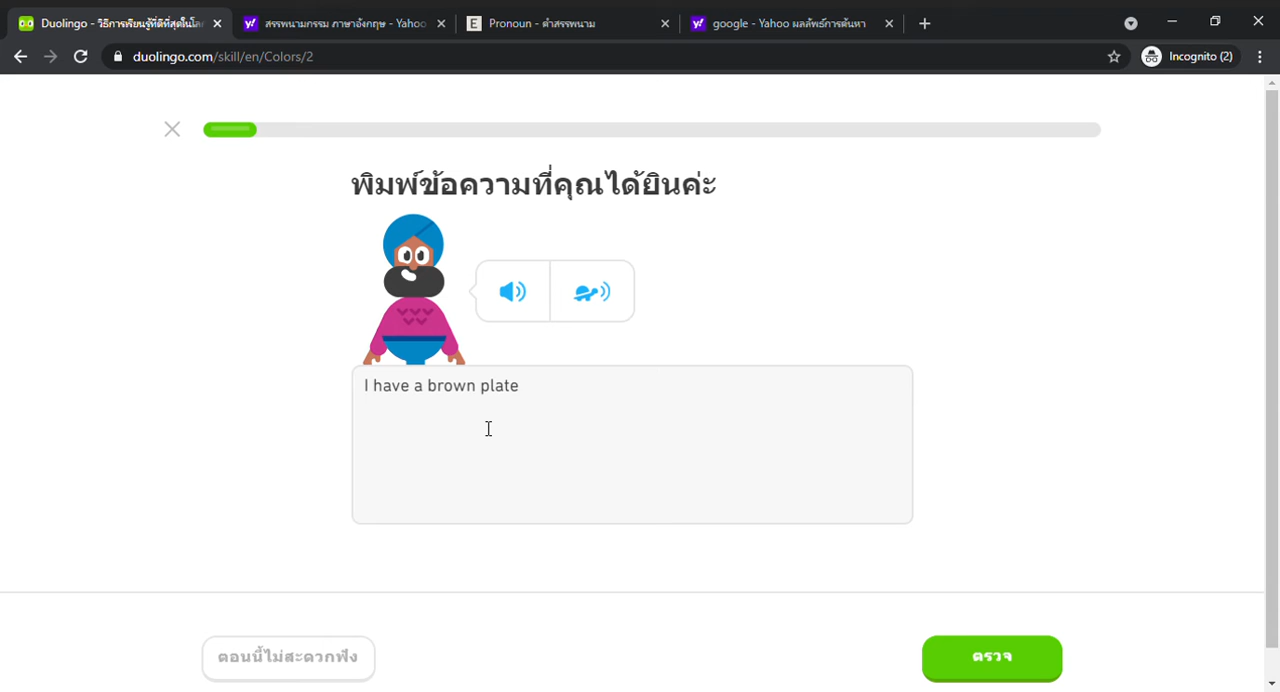 Duolingo - วิธีการเรียนรู้ที่ดีที่สุดในโล
สรรพนามกรรม ภาษาอังกฤษ - Yahoo
E Pronoun - คำสรรพนาม
google - Yahoo ผลลัพธ์การค้นหา
duolingo.com/skill/en/Colors/2
Incognito (2)
พิมพ์ข้อความที่คุณได้ยินค่ะ
I have a brown plate
ตอนนี้ไม่สะดวกฟัง
ตรวจ